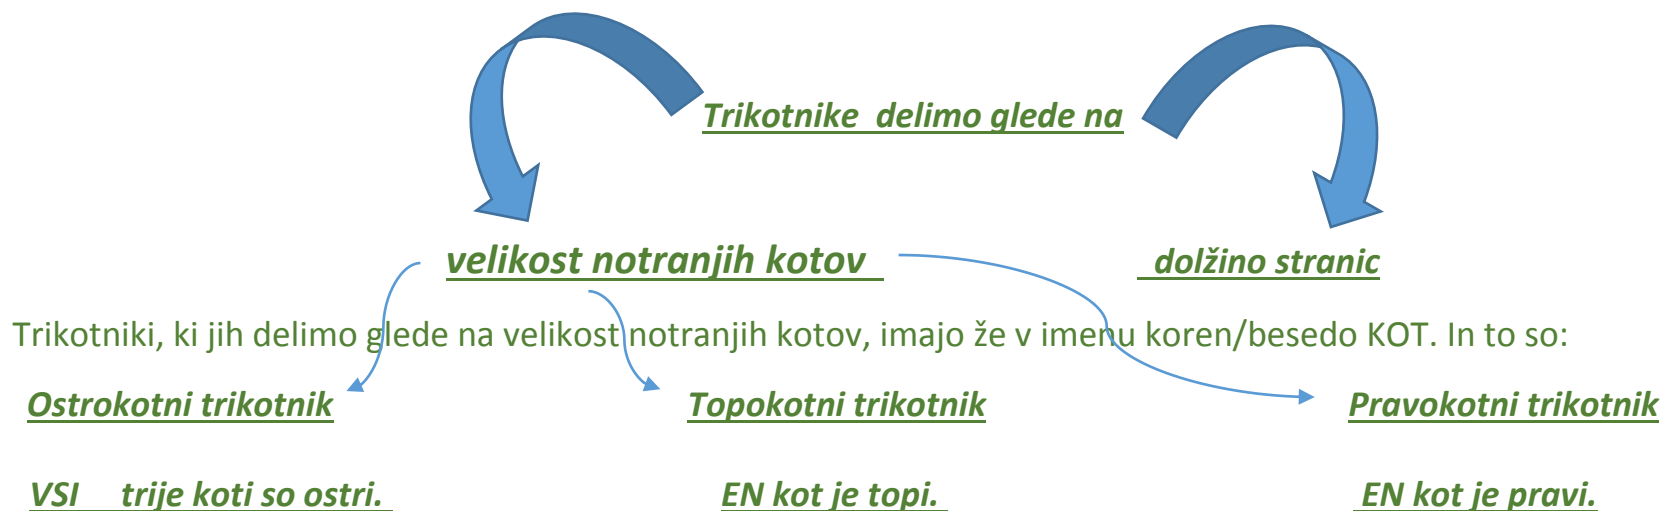 Trikotnike delimo glede na
velikost notranjih kotov dolžino stranic
Trikotniki, ki jih delimo glede na velikost notranjih kotov, imajo že v imenu koren/besedo KOT. In to so:
Ostrokotni trikotnik Topokotni trikotnik Pravokotni trikotnik
VSI trije koti so ostri. EN kot je topi. EN kot je pravi.